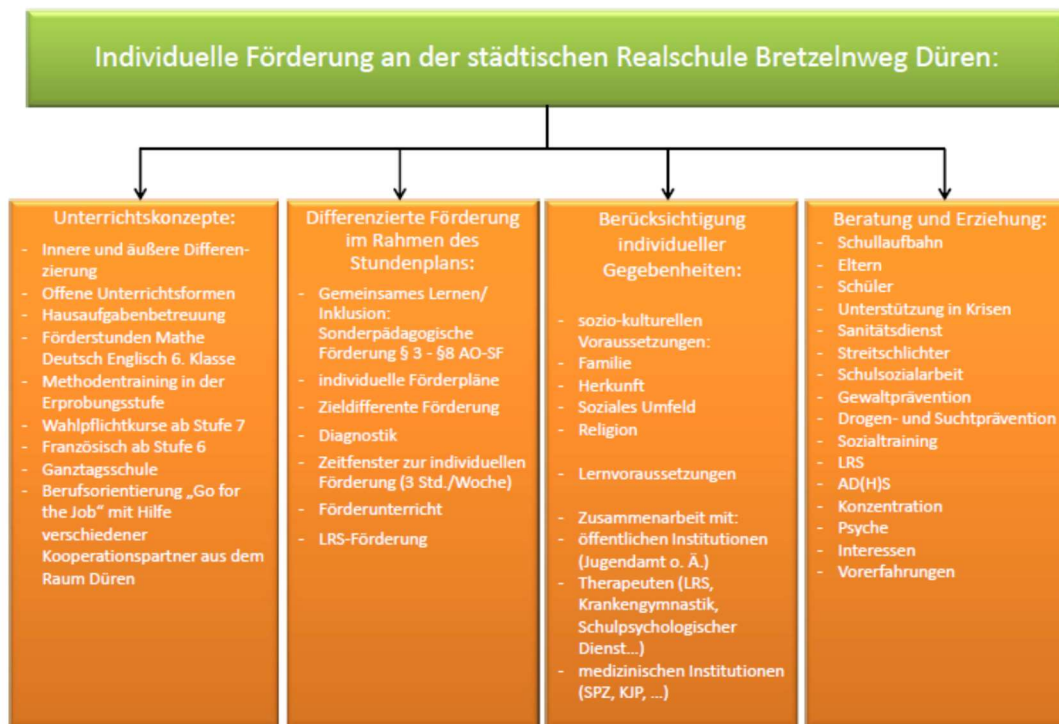 Individuelle Förderung an der städtischen Realschule Bretzelnweg Düren:
Unterrichtskonzepte:
- Innere und äußere Differen-
zierung
- Offene Unterrichtsformen
- Hausaufgabenbetreuung
- Förderstunden Mathe
Deutsch Englisch 6. Klasse
- Methodentraining in der
Erprobungsstufe
- Wahlpflichtkurse ab Stufe 7
- Französisch ab Stufe 6
- Ganztagsschule
- Berufsorientierung „Go for
the Job“ mit Hilfe
verschiedener
Kooperationspartner aus dem
Raum Düren
Differenzierte Förderung
im Rahmen des
Stundenplans:
- Gemeinsames Lernen/
Inklusion:
Sonderpädagogische
Förderung § 3 - §8 AO-SF
- individuelle Förderpläne
- Zieldifferente Förderung
- Diagnostik
- Zeitfenster zur individuellen
Förderung (3 Std./Woche)
- Förderunterricht
- LRS-Förderung
Berücksichtigung
individueller
Gegebenheiten:
- sozio-kulturellen
Voraussetzungen:
- Familie
- Herkunft
- Soziales Umfeld
- Religion
- Lernvoraussetzungen
- Zusammenarbeit mit:
- öffentlichen Institutionen
(Jugendamt o. Ä.)
- Therapeuten (LRS,
Krankengymnastik,
Schulpsychologischer
Dienst...)
- medizinischen Institutionen
(SPZ, KJP, ...)
Beratung und Erziehung:
- Schullaufbahn
- Eltern
- Schüler
- Unterstützung in Krisen
- Sanitätsdienst
- Streitschlichter
- Schulsozialarbeit
- Gewaltprävention
- Drogen- und Suchtprävention
- Sozialtraining
- LRS
- AD(H)S
- Konzentration
- Psyche
- Interessen
- Vorerfahrungen